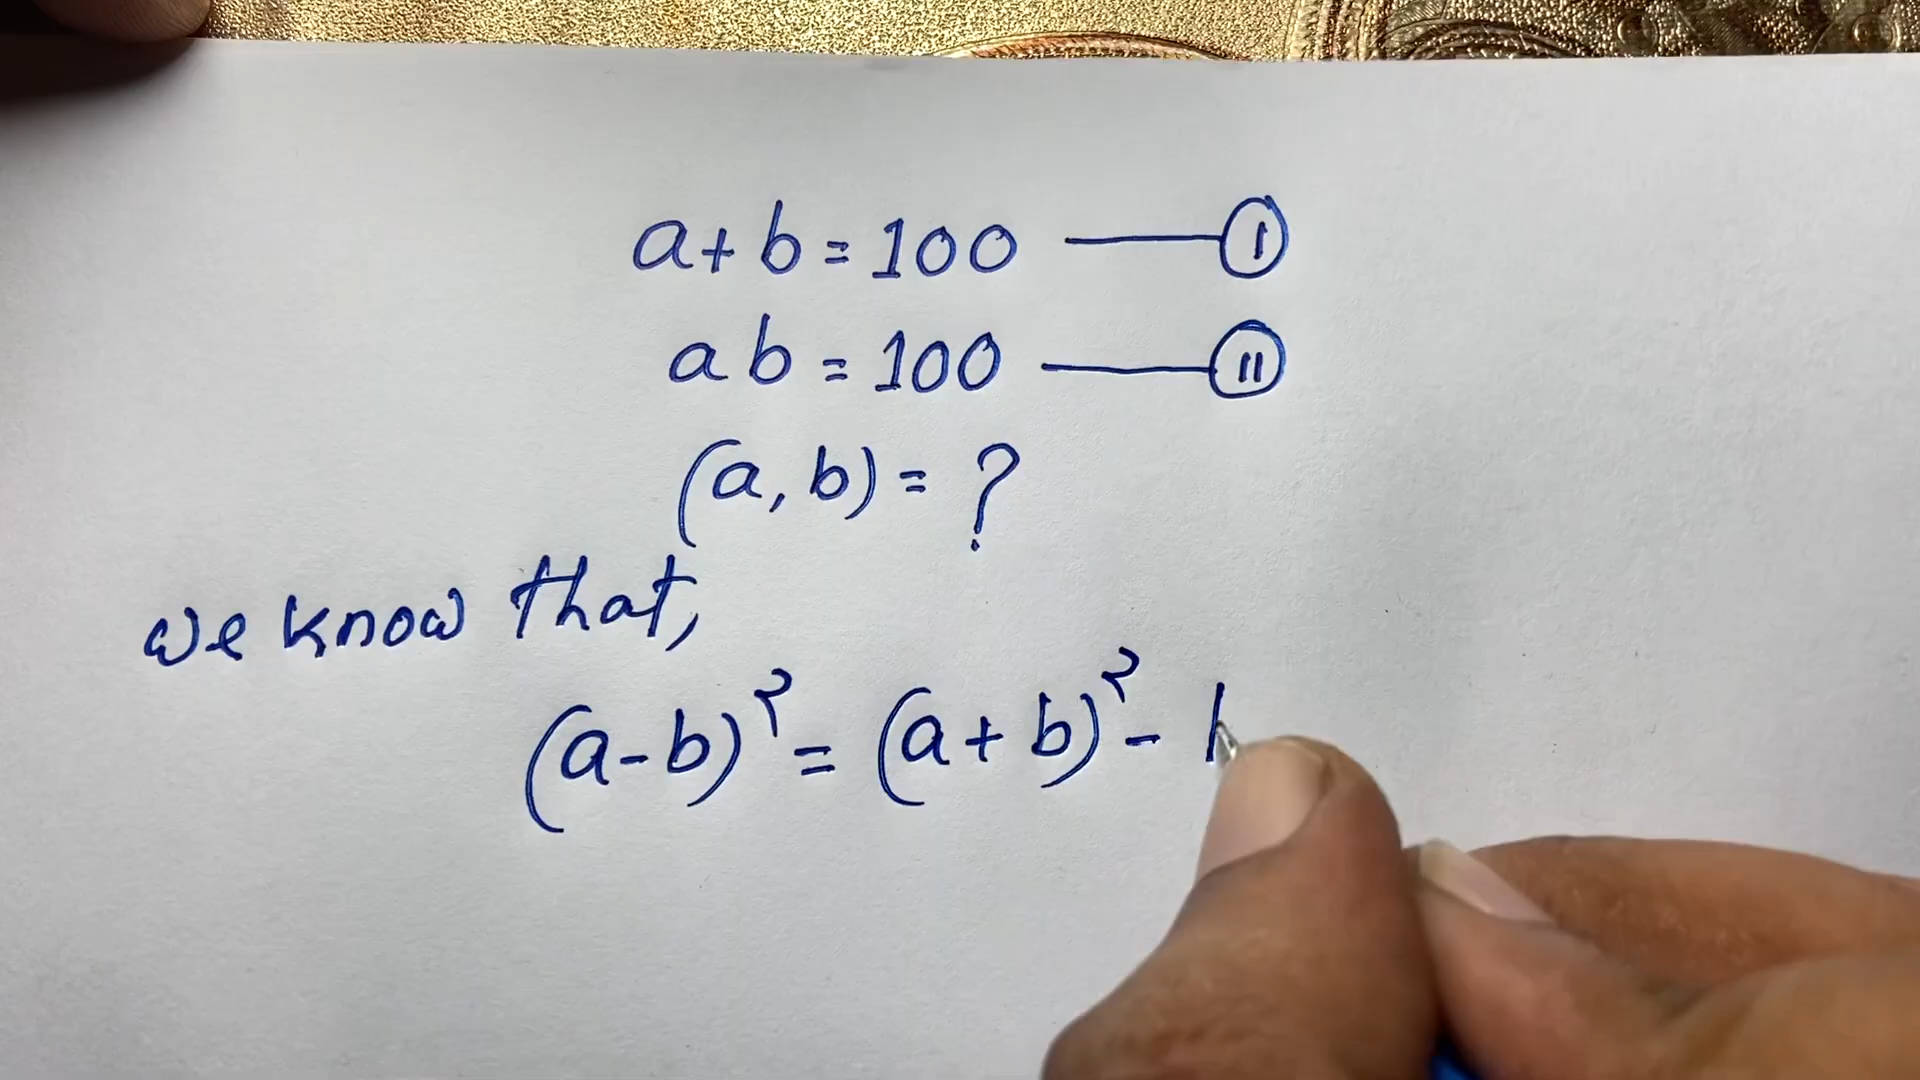 a+b=100 — I
ab=100 — II
(a,b)=?
we know that,
(a-b)²=(a+b)²-